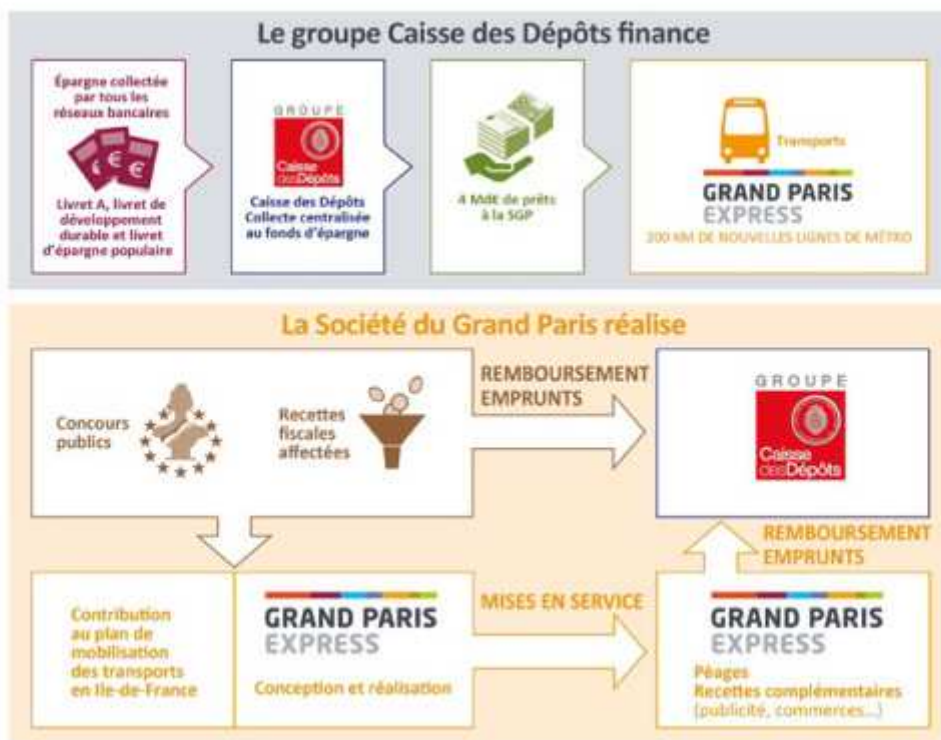 Le groupe Caisse des Dépôts finance
Épargne collectée
par tous les
réseaux bancaires
€ € €
Livret A, livret de
développement
durable et livret
d'épargne populaire
GROUPE
Caisse
desDépôts
Caisse des Dépôts
Collecte centralisée
au fonds d'épargne
4 Md€ de prêts
à la SGP
Transports
GRAND PARIS
EXPRESS
200 KM DE NOUVELLES LIGNES DE MÉTRO
La Société du Grand Paris réalise
Concours
publics
Recettes
fiscales
affectées
REMBOURSEMENT
EMPRUNTS
GROUPE
Caisse
desDépôts
REMBOURSEMENT
EMPRUNTS
Contribution
au plan de
mobilisation
des transports
en Ile-de-France
GRAND PARIS
EXPRESS
Conception et réalisation
MISES EN SERVICE
GRAND PARIS
EXPRESS
Péages
Recettes complémentaires
(publicité, commerces...)